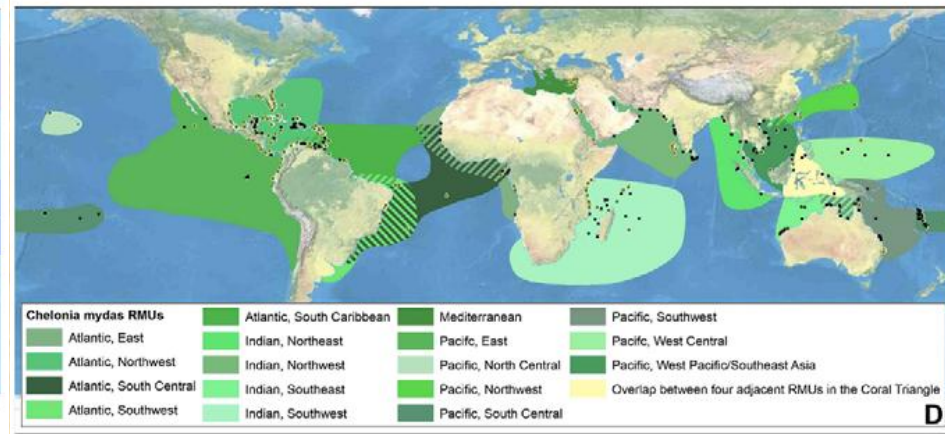 Chelonia mydas RMUs
Atlantic, East
Atlantic, Northwest
Atlantic, South Central
Atlantic, Southwest
Atlantic, South Caribbean
Indian, Northeast
Indian, Northwest
Indian, Southeast
Indian, Southwest
Mediterranean
Pacifc, East
Pacific, North Central
Pacific, Northwest
Pacific, South Central
Pacific, Southwest
Pacifc, West Central
Pacific, West Pacific/Southeast Asia
Overlap between four adjacent RMUs in the Coral Triangle
D